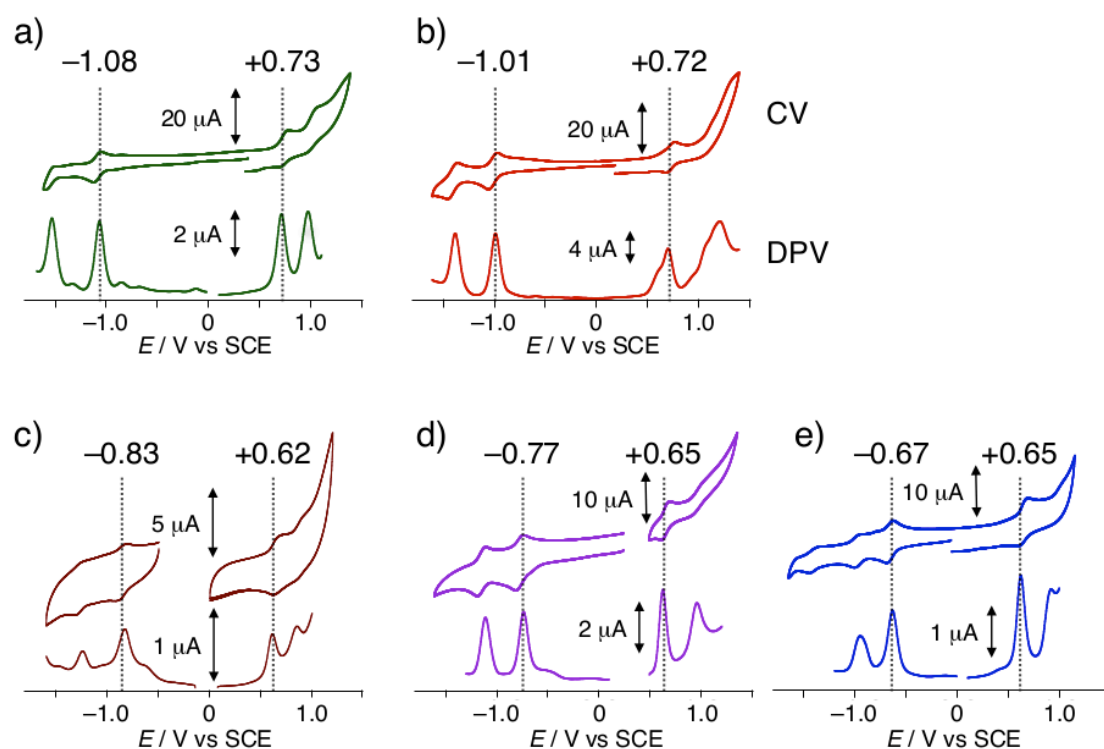 a)
−1.08
+0.73
20 μA
2 μA
−1.0
0
1.0
E / V vs SCE
b)
−1.01
+0.72
20 μA
4 μA
−1.0
0
1.0
E / V vs SCE
CV
DPV
c)
−0.83
+0.62
5 μA
1 μA
−1.0
0
1.0
E / V vs SCE
d)
−0.77
+0.65
10 μA
2 μA
−1.0
0
1.0
E / V vs SCE
e)
−0.67
+0.65
10 μA
1 μA
−1.0
0
1.0
E / V vs SCE